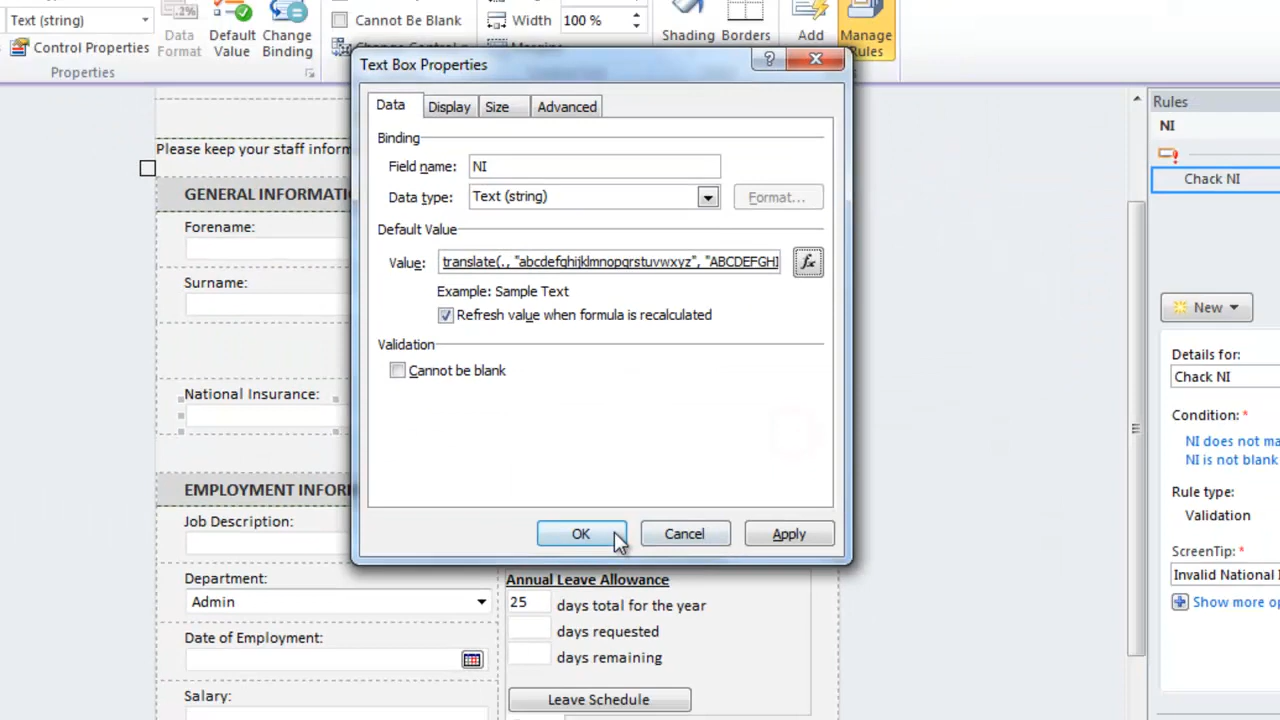 Text (string)
Control Properties
Data Format
Default Value
Change Binding
Properties
Cannot Be Blank
Width 100 %
Shading
Borders
Add
Manage Rules
Please keep your staff inform
GENERAL INFORMATI
Forename:
Surname:
National Insurance:
EMPLOYMENT INFOR
Job Description:
Department:
Admin
Date of Employment:
Salary:
Text Box Properties
?
Data
Display
Size
Advanced
Binding
Field name: NI
Data type: Text (string)
Format...
Default Value
Value: translate(., "abcdefghijklmnopqrstuvwxyz", "ABCDEFGHI
fx
Example: Sample Text
Refresh value when formula is recalculated
Validation
Cannot be blank
OK
Cancel
Apply
Annual Leave Allowance
25 days total for the year
days requested
days remaining
Leave Schedule
Rules
NI
Chack NI
New
Details for:
Chack NI
Condition: *
NI does not ma
NI is not blank
Rule type:
Validation
ScreenTip: *
Invalid National I
Show more op